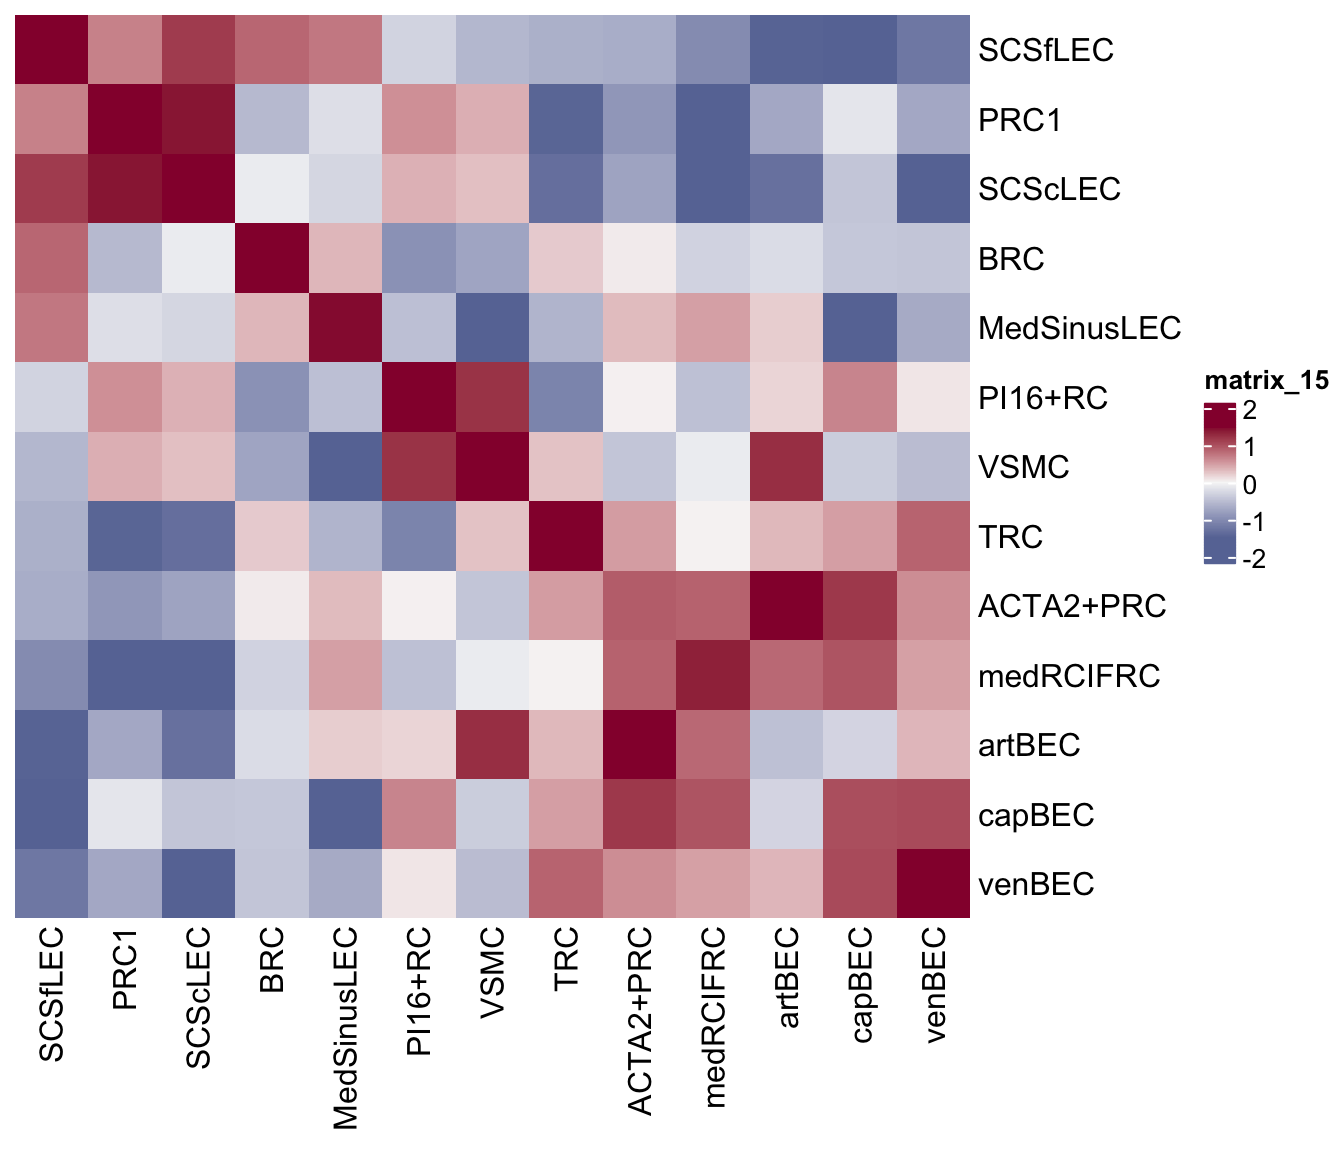 SCSfLEC
PRC1
SCScLEC
BRC
MedSinusLEC
PI16+RC
VSMC
TRC
ACTA2+PRC
medRCIFRC
artBEC
capBEC
venBEC
matrix_15
2
1
0
-1
-2
SCSfLEC
PRC1
SCScLEC
BRC
MedSinusLEC
PI16+RC
VSMC
TRC
ACTA2+PRC
medRCIFRC
artBEC
capBEC
venBEC